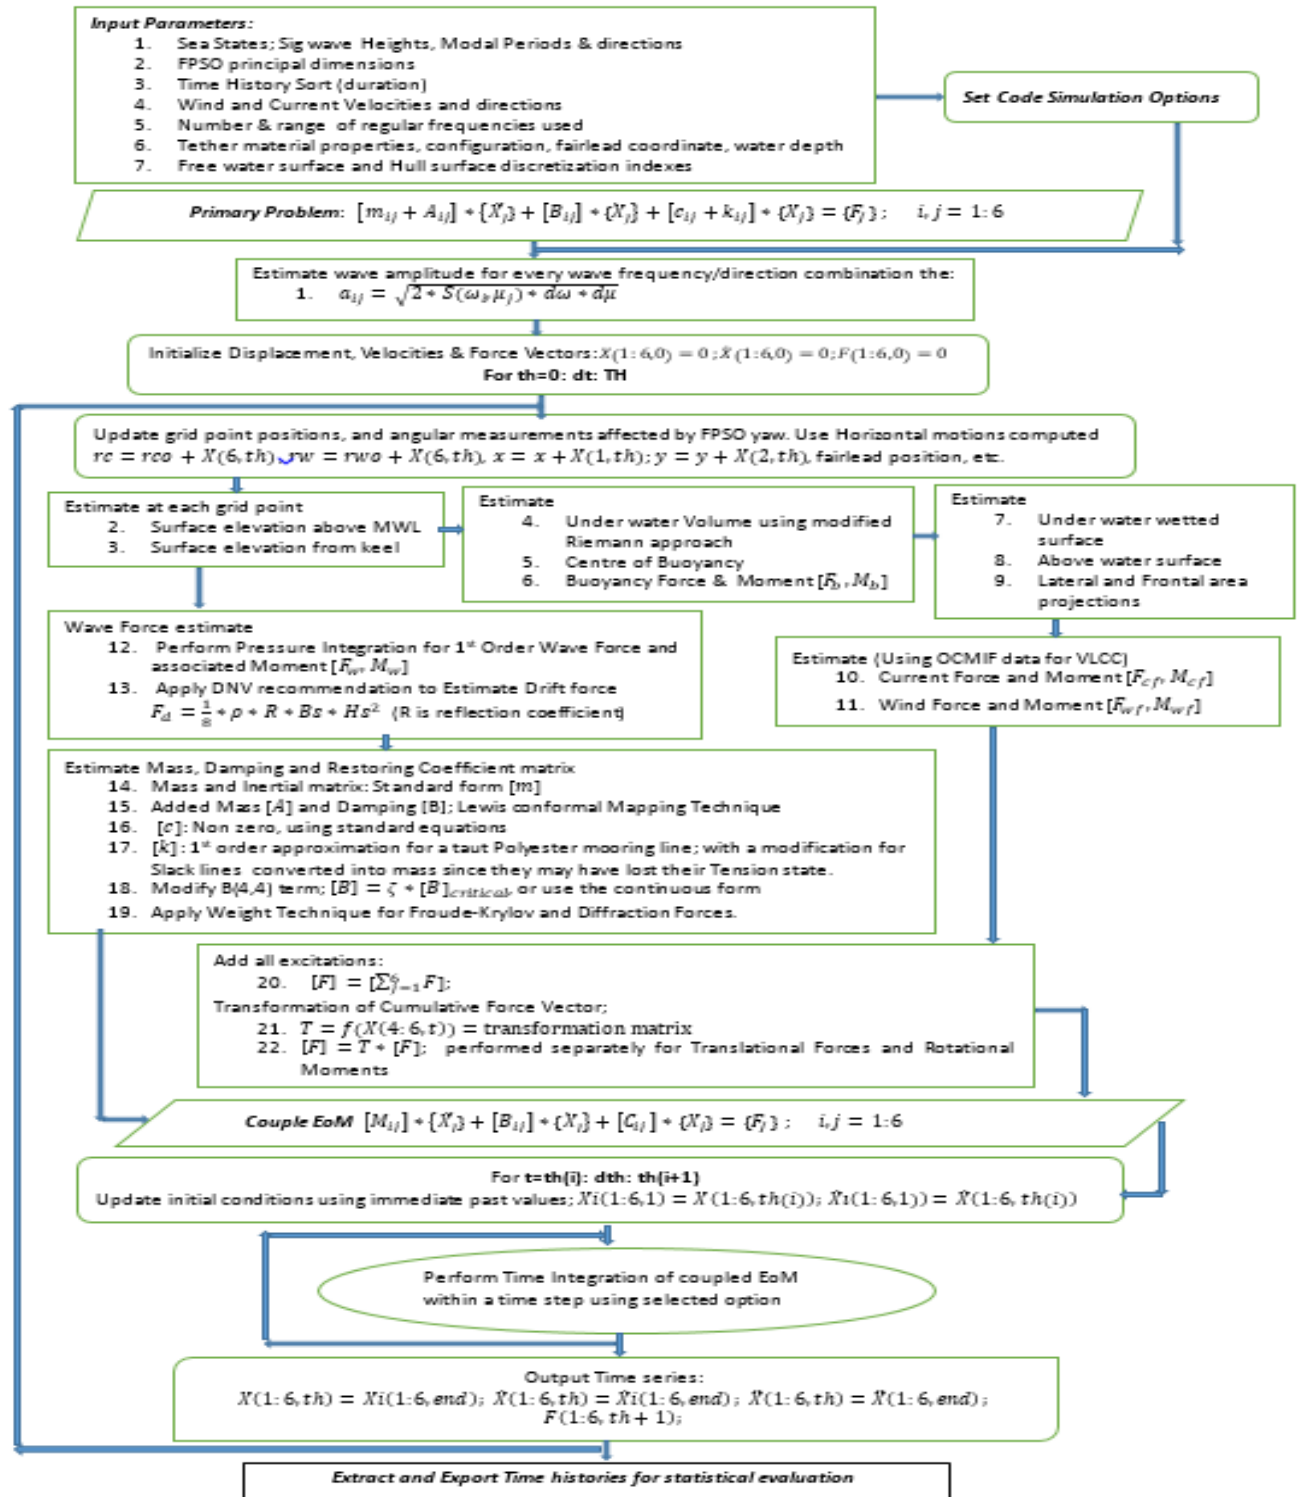 Input Parameters:
1. Sea States; Sig wave Heights, Modal Periods & directions
2. FPSO principal dimensions
3. Time History Sort (duration)
4. Wind and Current Velocities and directions
5. Number & range of regular frequencies used
6. Tether material properties, configuration, fairlead coordinate, water depth
7. Free water surface and Hull surface discretization indexes
Set Code Simulation Options
Primary Problem: [m_ij + A_ij] * {Ẍ_j} + [B_ij] * {Ẋ_j} + [c_ij + k_ij] * {X_j} = {F_j}; i,j = 1:6
Estimate wave amplitude for every wave frequency/direction combination the:
1. a_ij = √(2 * S(ω_i, μ_j) * dω * dμ)
Initialize Displacement, Velocities & Force Vectors: X(1:6,0) = 0; Ẋ(1:6,0) = 0; F(1:6,0) = 0
For th=0: dt: TH
Update grid point positions, and angular measurements affected by FPSO yaw. Use Horizontal motions computed
rc = rco + X(6,th), rw = rwo + X(6,th), x = x + X(1,th); y = y + X(2,th), fairlead position, etc.
Estimate at each grid point
2. Surface elevation above MWL
3. Surface elevation from keel
Estimate
4. Under water Volume using modified
Riemann approach
5. Centre of Buoyancy
6. Buoyancy Force & Moment [F_b, M_b]
Estimate
7. Under water wetted
surface
8. Above water surface
9. Lateral and Frontal area
projections
Wave Force estimate
12. Perform Pressure Integration for 1st Order Wave Force and
associated Moment [F_w, M_w]
13. Apply DNV recommendation to Estimate Drift force
F_d = 1/8 * ρ * R * Bs * Hs² (R is reflection coefficient)
Estimate (Using OCMIF data for VLCC)
10. Current Force and Moment [F_cf, M_cf]
11. Wind Force and Moment [F_wf, M_wf]
Estimate Mass, Damping and Restoring Coefficient matrix
14. Mass and Inertial matrix: Standard form [m]
15. Added Mass [A] and Damping [B]; Lewis conformal Mapping Technique
16. [c]: Non zero, using standard equations
17. [k]: 1st order approximation for a taut Polyester mooring line; with a modification for
Slack lines converted into mass since they may have lost their Tension state.
18. Modify B(4,4) term; [B] = ζ * [B]_critical, or use the continuous form
19. Apply Weight Technique for Froude-Krylov and Diffraction Forces.
Add all excitations:
20. [F] = [∑_{j=1}^{6} F];
Transformation of Cumulative Force Vector;
21. T = f(X(4:6,t)) = transformation matrix
22. [F] = T * [F]; performed separately for Translational Forces and Rotational
Moments
Couple EoM [M_ij] * {Ẍ_j} + [B_ij] * {Ẋ_j} + [C_ij] * {X_j} = {F_j}; i,j = 1:6
For t=th(i): dth: th(i+1)
Update initial conditions using immediate past values; Xi(1:6,1) = X(1:6,th(i)); Ẋi(1:6,1)) = Ẋ(1:6,th(i))
Perform Time Integration of coupled EoM
within a time step using selected option
Output Time series:
X(1:6,th) = Xi(1:6,end); Ẋ(1:6,th) = Ẋi(1:6,end); Ẍ(1:6,th) = Ẍ(1:6,end);
F(1:6,th + 1);
Extract and Export Time histories for statistical evaluation